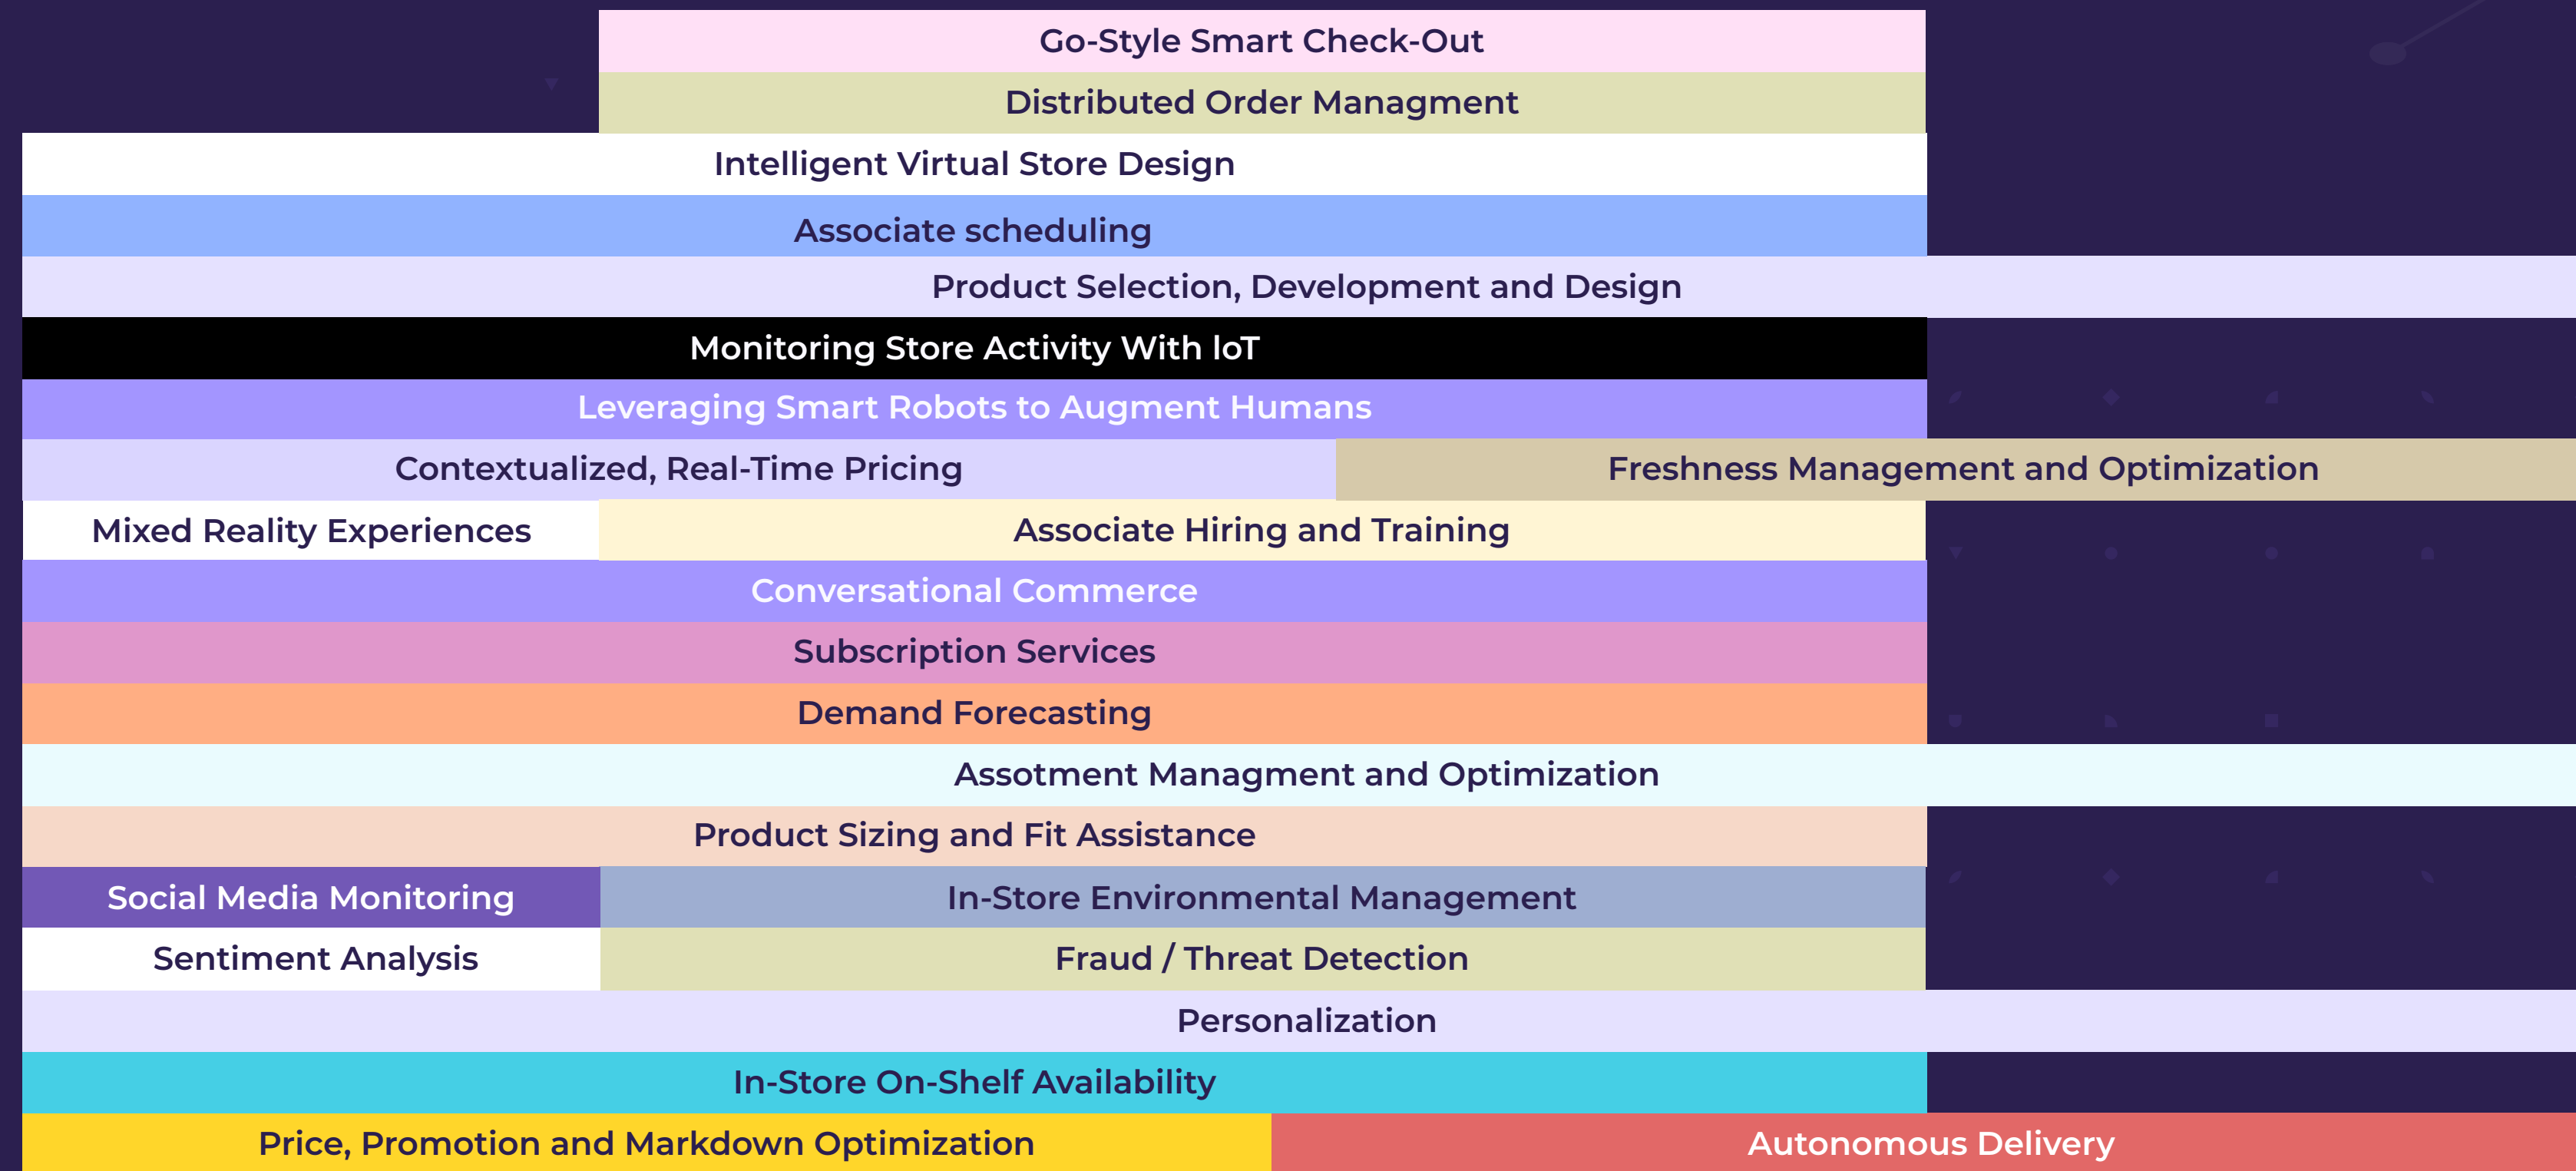 Go-Style Smart Check-Out
Distributed Order Managment
Intelligent Virtual Store Design
Associate scheduling
Product Selection, Development and Design
Monitoring Store Activity With IoT
Leveraging Smart Robots to Augment Humans
Contextualized, Real-Time Pricing
Freshness Management and Optimization
Mixed Reality Experiences
Associate Hiring and Training
Conversational Commerce
Subscription Services
Demand Forecasting
Assotment Managment and Optimization
Product Sizing and Fit Assistance
Social Media Monitoring
In-Store Environmental Management
Sentiment Analysis
Fraud / Threat Detection
Personalization
In-Store On-Shelf Availability
Price, Promotion and Markdown Optimization
Autonomous Delivery